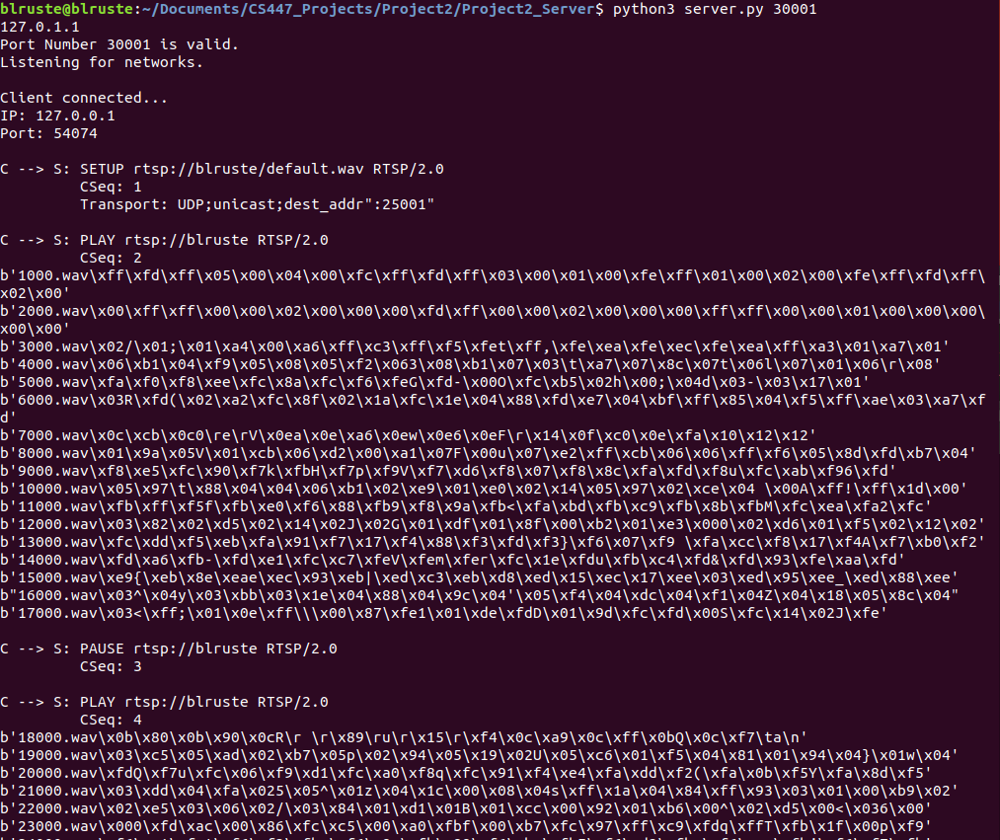 blruste@blruste:~/Documents/CS447_Projects/Project2/Project2_Server$ python3 server.py 30001
127.0.1.1
Port Number 30001 is valid.
Listening for networks.
Client connected...
IP: 127.0.0.1
Port: 54074
C --> S: SETUP rtsp://blruste/default.wav RTSP/2.0
CSeq: 1
Transport: UDP;unicast;dest_addr":25001"
C --> S: PLAY rtsp://blruste RTSP/2.0
CSeq: 2
b'1000.wav\xff\xfd\xff\x05\x00\x04\x00\xfc\xff\xfd\xff\x03\x00\x01\x00\xfe\xff\x01\x00\x02\x00\xfe\xff\xfd\xff\
x02\x00'
b'2000.wav\x00\xff\xff\x00\x00\x02\x00\x00\x00\xfd\xff\x00\x00\x02\x00\x00\x00\xff\xff\x00\x00\x01\x00\x00\x00\
x00\x00'
b'3000.wav\x02/\x01;\x01\xa4\x00\xa6\xff\xc3\xff\xf5\xfet\xff,\xfe\xea\xfe\xec\xfe\xea\xff\xa3\x01\xa7\x01'
b'4000.wav\x06\xb1\x04\xf9\x05\x08\x05\xf2\x063\x08\xb1\x07\x03\t\xa7\x07\x8c\x07t\x06l\x07\x01\x06\r\x08'
b'5000.wav\xfa\xf0\xf8\xee\xfc\x8a\xfc\xf6\xfeG\xfd-\x00O\xfc\xb5\x02h\x00;\x04d\x03-\x03\x17\x01'
b'6000.wav\x03R\xfd(\x02\xa2\xfc\x8f\x02\x1a\xfc\x1e\x04\x88\xfd\xe7\x04\xbf\xff\x85\x04\xf5\xff\xae\x03\xa7\xf
d'
b'7000.wav\x0c\xcb\x0c0\re\rV\x0ea\x0e\xa6\x0ew\x0e6\x0eF\r\x14\x0f\xc0\x0e\xfa\x10\x12\x12'
b'8000.wav\x01\x9a\x05V\x01\xcb\x06\xd2\x00\xa1\x07F\x00u\x07\xe2\xff\xcb\x06\x06\xff\xf6\x05\x8d\xfd\xb7\x04'
b'9000.wav\xf8\xe5\xfc\x90\xf7k\xfbH\xf7p\xf9V\xf7\xd6\xf8\x07\xf8\x8c\xfa\xfd\xf8u\xfc\xab\xf96\xfd'
b'10000.wav\x05\x97\t\x88\x04\x04\x06\xb1\x02\xe9\x01\xe0\x02\x14\x05\x97\x02\xce\x04 \x00A\xff!\xff\x1d\x00'
b'11000.wav\xfb\xff\xf5f\xfb\xe0\xf6\x88\xfb9\xf8\x9a\xfb<\xfa\xbd\xfb\xc9\xfb\x8b\xfbM\xfc\xea\xfa2\xfc'
b'12000.wav\x03\x82\x02\xd5\x02\x14\x02J\x02G\x01\xdf\x01\x8f\x00\xb2\x01\xe3\x000\x02\xd6\x01\xf5\x02\x12\x02'
b'13000.wav\xfc\xdd\xf5\xeb\xfa\x91\xf7\x17\xf4\x88\xf3\xfd\xf3}\xf6\x07\xf9 \xfa\xcc\xf8\x17\xf4A\xf7\xb0\xf2'
b'14000.wav\xfd\xa6\xfb-\xfd\xe1\xfc\xc7\xfeV\xfem\xfer\xfc\x1e\xfdu\xfb\xc4\xfd&\xfd\x93\xfe\xaa\xfd'
b'15000.wav\xe9{\xeb\x8e\xeae\xec\x93\xeb|\xed\xc3\xeb\xd8\xed\x15\xec\x17\xee\x03\xed\x95\xee_\xed\x88\xee'
b"16000.wav\x03^\x04y\x03\xbb\x03\x1e\x04\x88\x04\x9c\x04'\x05\xf4\x04\xdc\x04\xf1\x04Z\x04\x18\x05\x8c\x04"
b'17000.wav\x03<\xff;\x01\x0e\xff\\\x00\x87\xfe1\x01\xde\xfdD\x01\x9d\xfc\xfd\x00S\xfc\x14\x02J\xfe'
C --> S: PAUSE rtsp://blruste RTSP/2.0
CSeq: 3
C --> S: PLAY rtsp://blruste RTSP/2.0
CSeq: 4
b'18000.wav\x0b\x80\x0b\x90\x0cR\r \r\x89\ru\r\x15\r\xf4\x0c\xa9\x0c\xff\x0bQ\x0c\xf7\ta\n'
b'19000.wav\x03\xc5\x05\xad\x02\xb7\x05p\x02\x94\x05\x19\x02U\x05\xc6\x01\xf5\x04\x81\x01\x94\x04}\x01w\x04'
b'20000.wav\xfdQ\xf7u\xfc\x06\xf9\xd1\xfc\xa0\xf8q\xfc\x91\xf4\xe4\xfa\xdd\xf2(\xfa\x0b\xf5Y\xfa\x8d\xf5'
b'21000.wav\x03\xdd\x04\xfa\x025\x05^\x01z\x04\x1c\x00\x08\x04s\xff\x1a\x04\x84\xff\x93\x03\x01\x00\xb9\x02'
b'22000.wav\x02\xe5\x03\x06\x02/\x03\x84\x01\xd1\x01B\x01\xcc\x00\x92\x01\xb6\x00^\x02\xd5\x00<\x036\x00'
b'23000.wav\x000\xfd\xac\x00\x86\xfc\xc5\x00\xa0\xfbf\x00\xb7\xfc\x97\xff\xc9\xfdq\xffT\xfb\x1f\x00p\xf9'